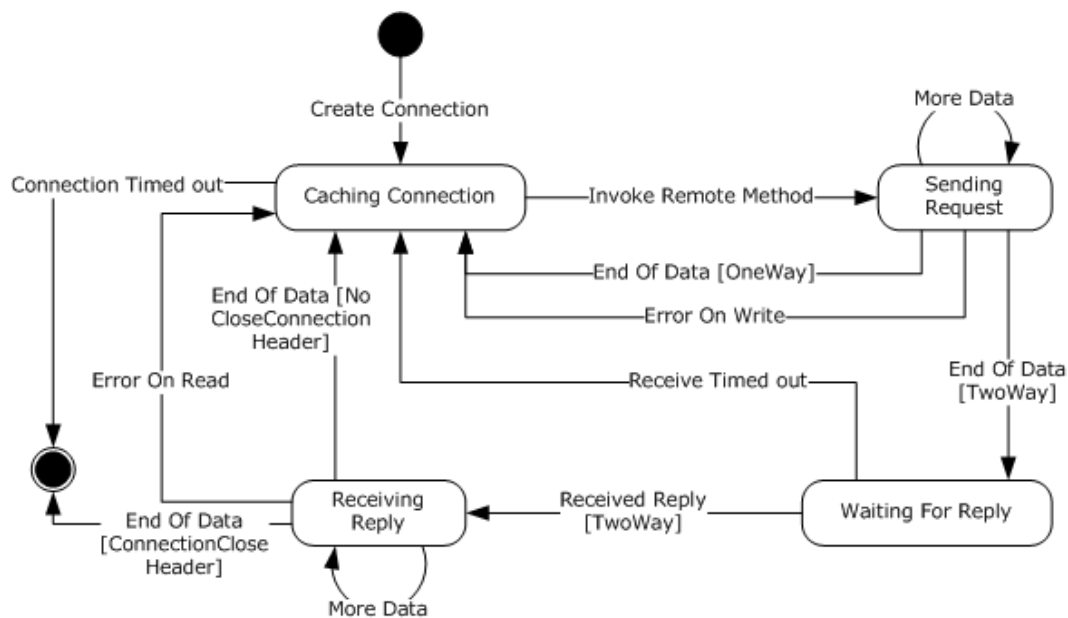 Create Connection
More Data
Connection Timed out
Caching Connection
Invoke Remote Method
Sending
Request
End Of Data [OneWay]
End Of Data [No
CloseConnection
Header]
Error On Write
Error On Read
Receive Timed out
End Of Data
[TwoWay]
Receiving
Reply
Received Reply
[TwoWay]
Waiting For Reply
End Of Data
[ConnectionClose
Header]
More Data